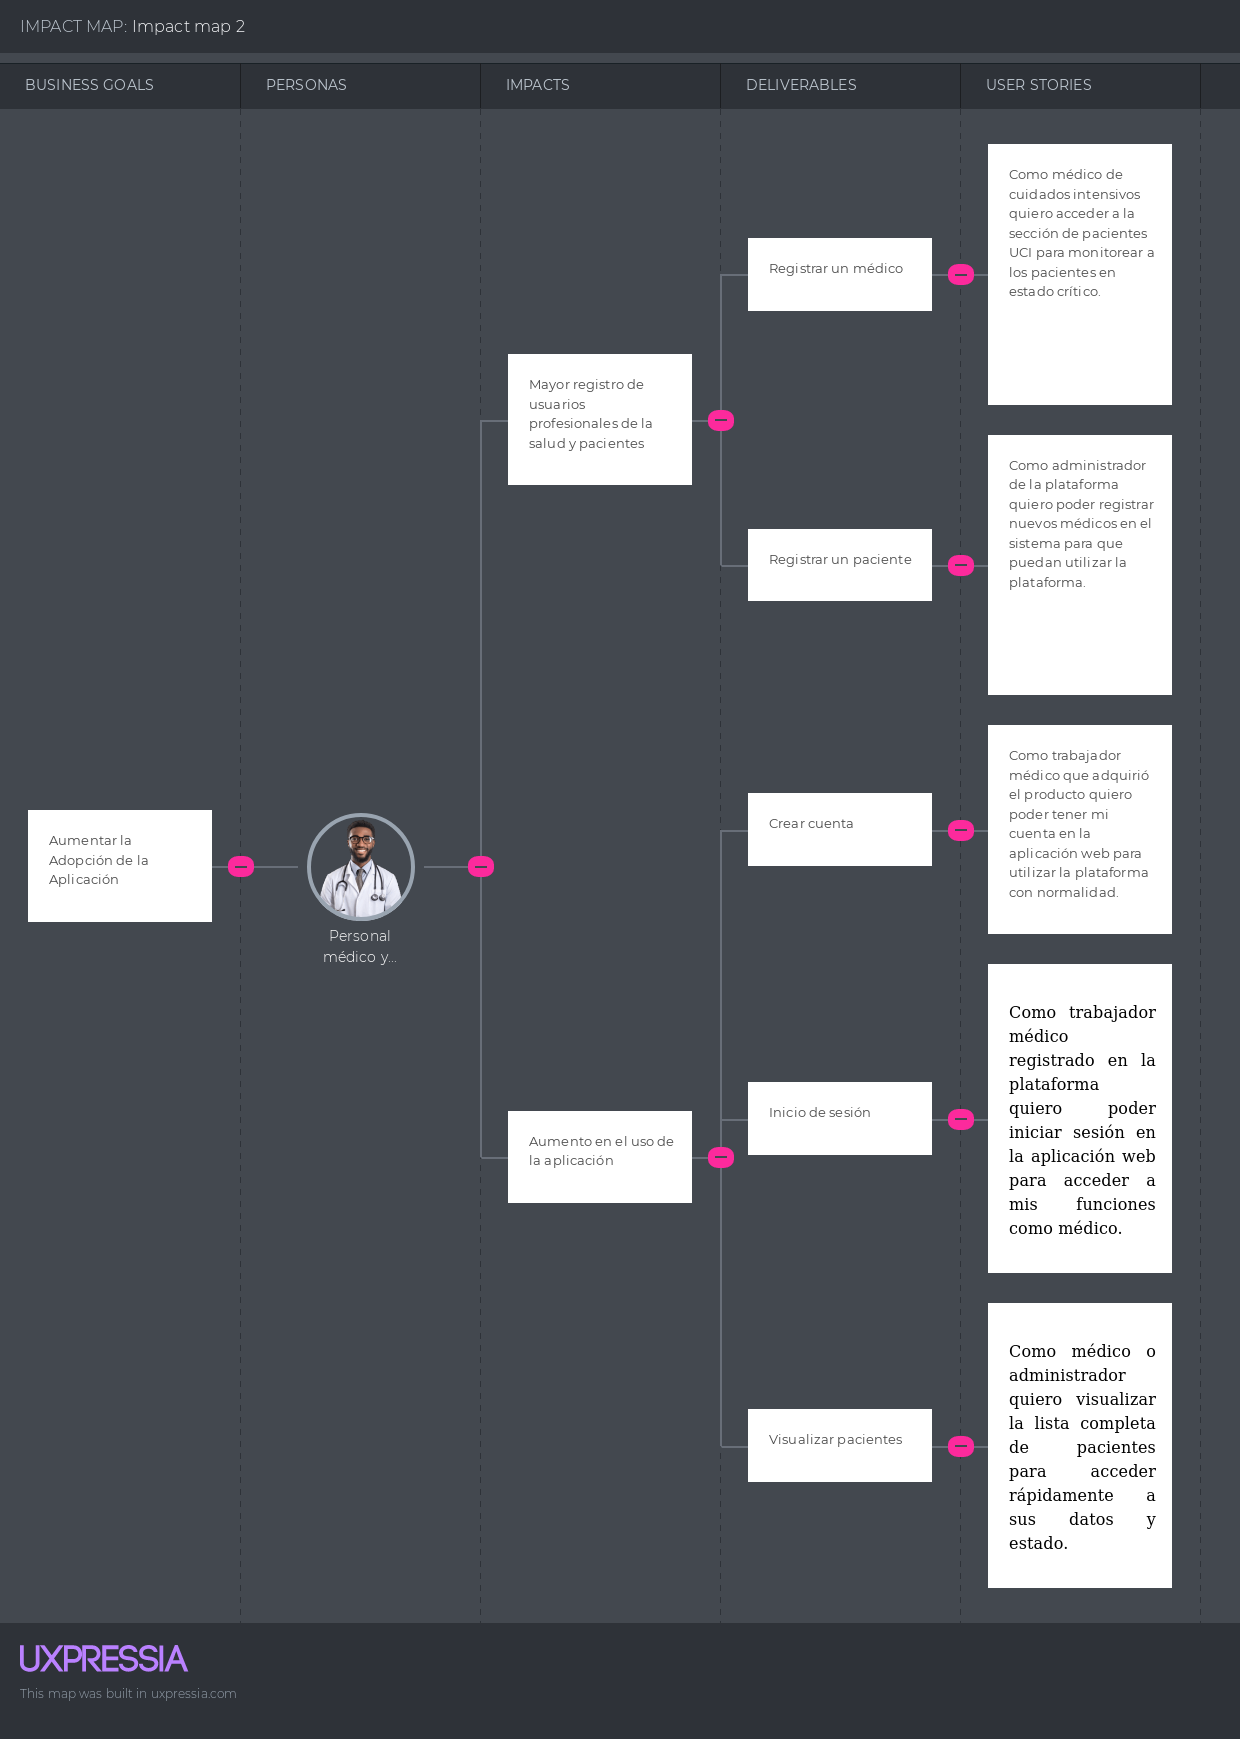 IMPACT MAP: Impact map 2
BUSINESS GOALS
PERSONAS
IMPACTS
DELIVERABLES
USER STORIES
Aumentar la
Adopción de la
Aplicación
Personal
médico y...
Mayor registro de
usuarios
profesionales de la
salud y pacientes
Aumento en el uso de
la aplicación
Registrar un médico
Registrar un paciente
Crear cuenta
Inicio de sesión
Visualizar pacientes
Como médico de
cuidados intensivos
quiero acceder a la
sección de pacientes
UCI para monitorear a
los pacientes en
estado crítico.
Como administrador
de la plataforma
quiero poder registrar
nuevos médicos en el
sistema para que
puedan utilizar la
plataforma.
Como trabajador
médico que adquirió
el producto quiero
poder tener mi
cuenta en la
aplicación web para
utilizar la plataforma
con normalidad.
Como trabajador
médico
registrado en la
plataforma
quiero poder
iniciar sesión en
la aplicación web
para acceder a
mis funciones
como médico.
Como médico o
administrador
quiero visualizar
la lista completa
de pacientes
para acceder
rápidamente a
sus datos y
estado.
UXPRESSIA
This map was built in uxpressia.com